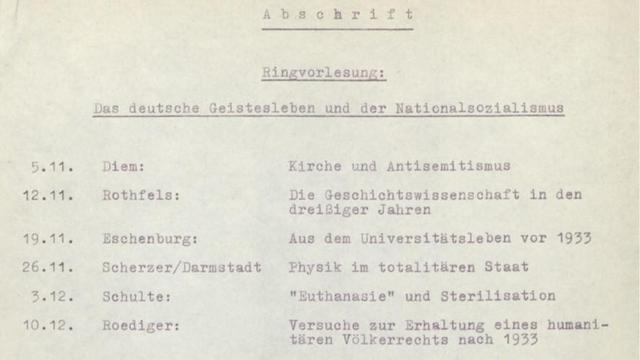 Abschrift
Ringvorlesung:
Das deutsche Geistesleben und der Nationalsozialismus
5.11. Diem: Kirche und Antisemitismus
12.11. Rothfels: Die Geschichtswissenschaft in den
dreißiger Jahren
19.11. Eschenburg: Aus dem Universitätsleben vor 1933
26.11. Scherzer/Darmstadt Physik im totalitären Staat
3.12. Schulte: "Euthanasie" und Sterilisation
10.12. Roediger: Versuche zur Erhaltung eines humani-
tären Völkerrechts nach 1933